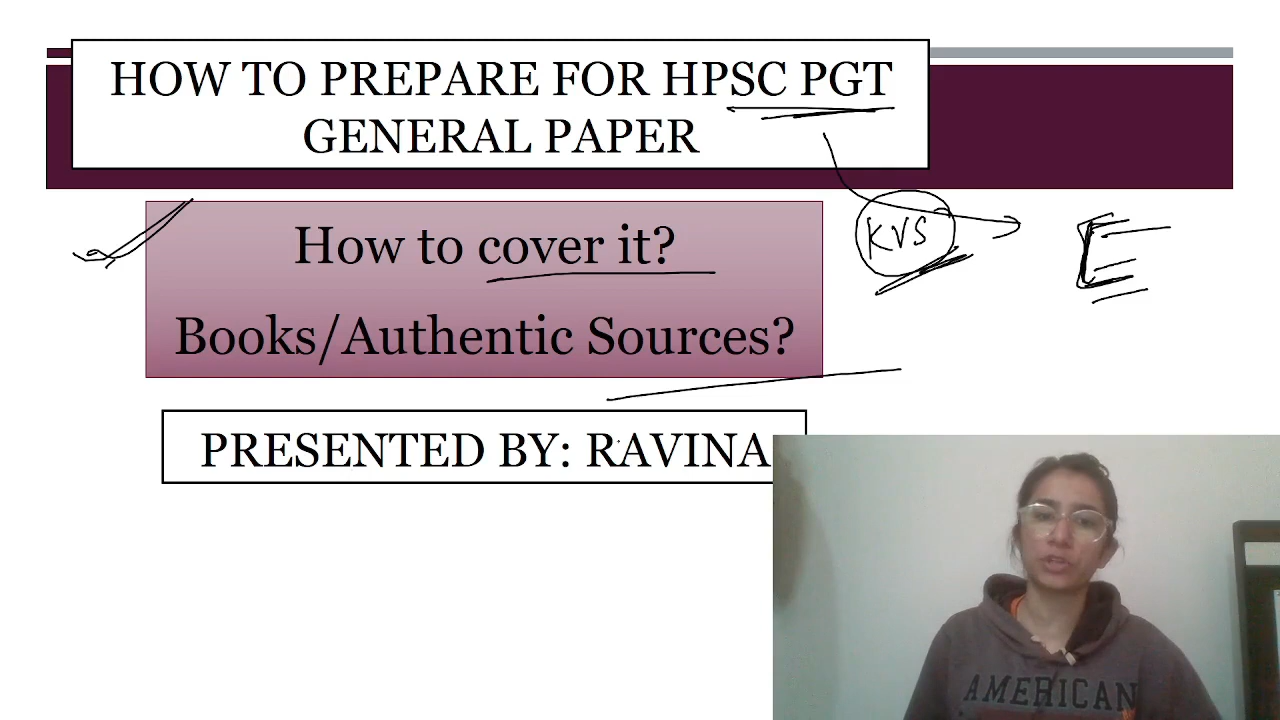 HOW TO PREPARE FOR HPSC PGT
GENERAL PAPER
How to cover it?
KVS
E
Books/Authentic Sources?
PRESENTED BY: RAVINA
AMERICAN